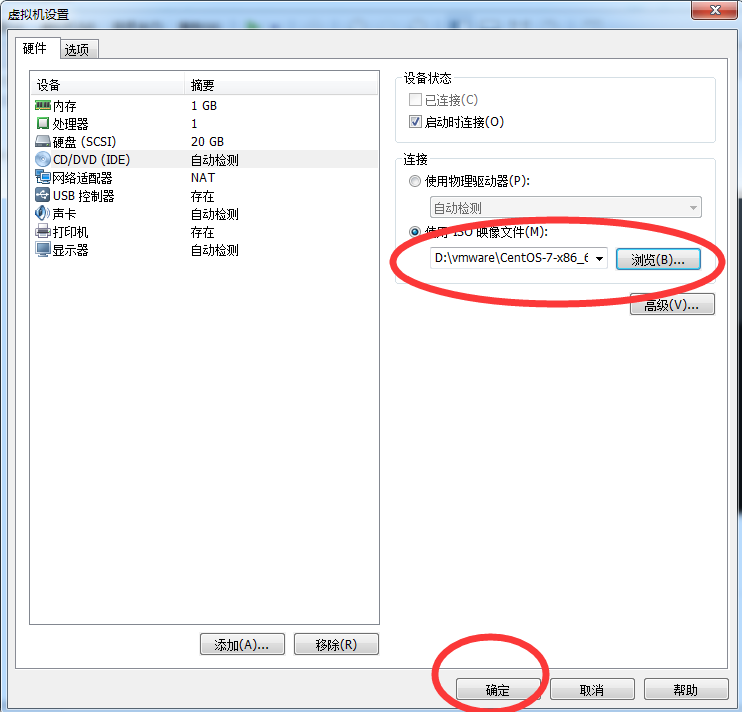 虚拟机设置
硬件 选项
设备 摘要
内存 1 GB
处理器 1
硬盘 (SCSI) 20 GB
CD/DVD (IDE) 自动检测
网络适配器 NAT
USB 控制器 存在
声卡 自动检测
打印机 存在
显示器 自动检测
添加(A)... 移除(R)
设备状态
已连接(C)
启动时连接(O)
连接
使用物理驱动器(P):
自动检测
使用 ISO 映像文件(M):
D:\vmware\CentOS-7-x86_6 浏览(B)...
高级(V)...
确定 取消 帮助